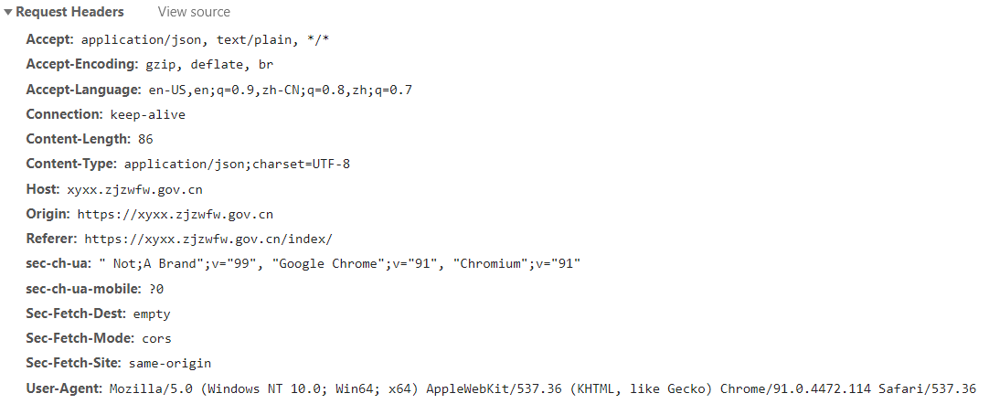 Request Headers View source
Accept: application/json, text/plain, */*
Accept-Encoding: gzip, deflate, br
Accept-Language: en-US,en;q=0.9,zh-CN;q=0.8,zh;q=0.7
Connection: keep-alive
Content-Length: 86
Content-Type: application/json;charset=UTF-8
Host: xyxx.zjzwfw.gov.cn
Origin: https://xyxx.zjzwfw.gov.cn
Referer: https://xyxx.zjzwfw.gov.cn/index/
sec-ch-ua: " Not;A Brand";v="99", "Google Chrome";v="91", "Chromium";v="91"
sec-ch-ua-mobile: ?0
Sec-Fetch-Dest: empty
Sec-Fetch-Mode: cors
Sec-Fetch-Site: same-origin
User-Agent: Mozilla/5.0 (Windows NT 10.0; Win64; x64) AppleWebKit/537.36 (KHTML, like Gecko) Chrome/91.0.4472.114 Safari/537.36